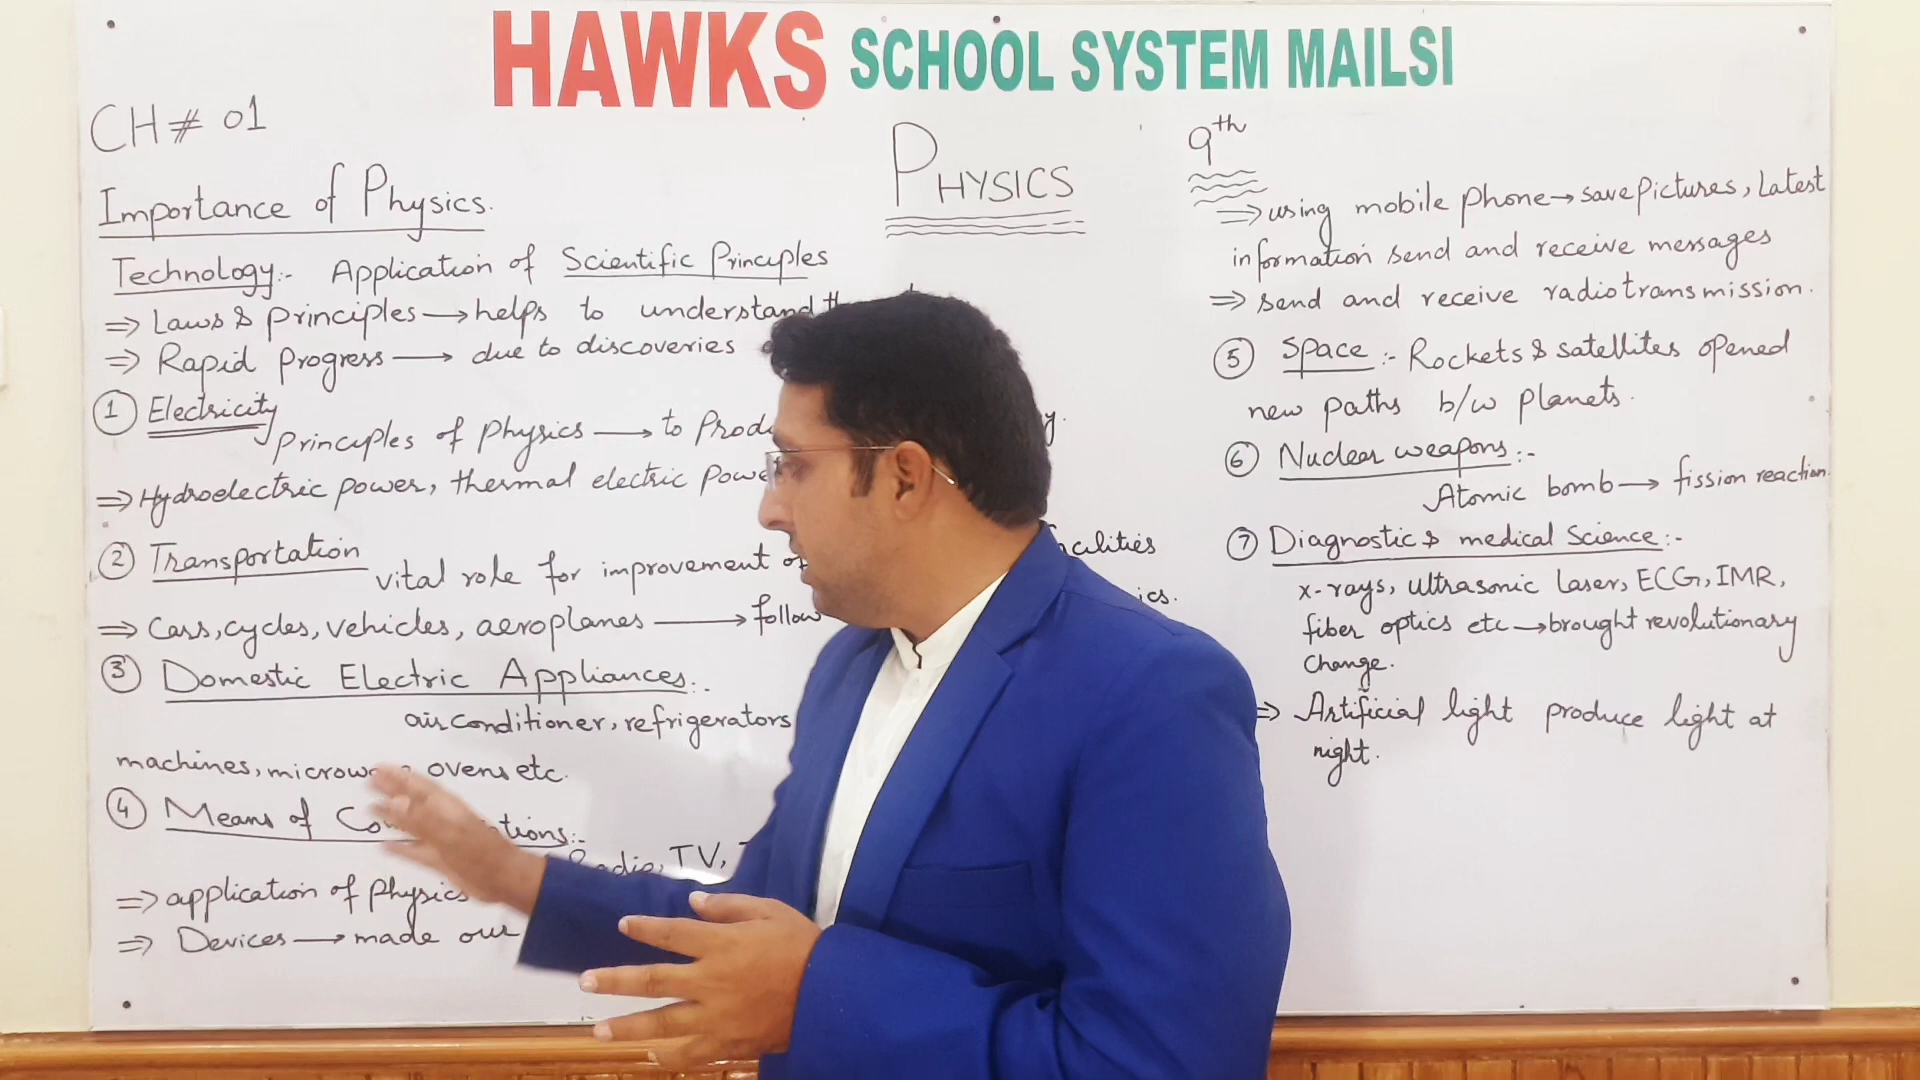 HAWKS SCHOOL SYSTEM MAILSI
CH # 01
PHYSICS
9th
Importance of Physics.
Technology:- Application of Scientific Principles
⇒ Laws & principles → helps to understand
⇒ Rapid Progress → due to discoveries
① Electricity
Principles of physics → to
⇒ Hydroelectric power, thermal electric
② Transportation
vital role for improvement of
⇒ Cars, cycles, vehicles, aeroplanes → follow
③ Domestic Electric Appliances:-
air conditioner, refrigerators
machines, ovens etc.
④ Means of
Radio, TV,
⇒ application of Physics
⇒ Devices → made our
⇒ using mobile phone → save pictures, Latest
information send and receive messages
⇒ send and receive radiotransmission.
⑤ Space :- Rockets & satellites opened
new paths b/w planets.
⑥ Nuclear weapons:-
Atomic bomb → fission reaction.
⑦ Diagnostic & medical Science:-
x-rays, ultrasonic laser, ECG, IMR,
fiber optics etc → brought revolutionary
change.
⇒ Artificial light produce light at
night.